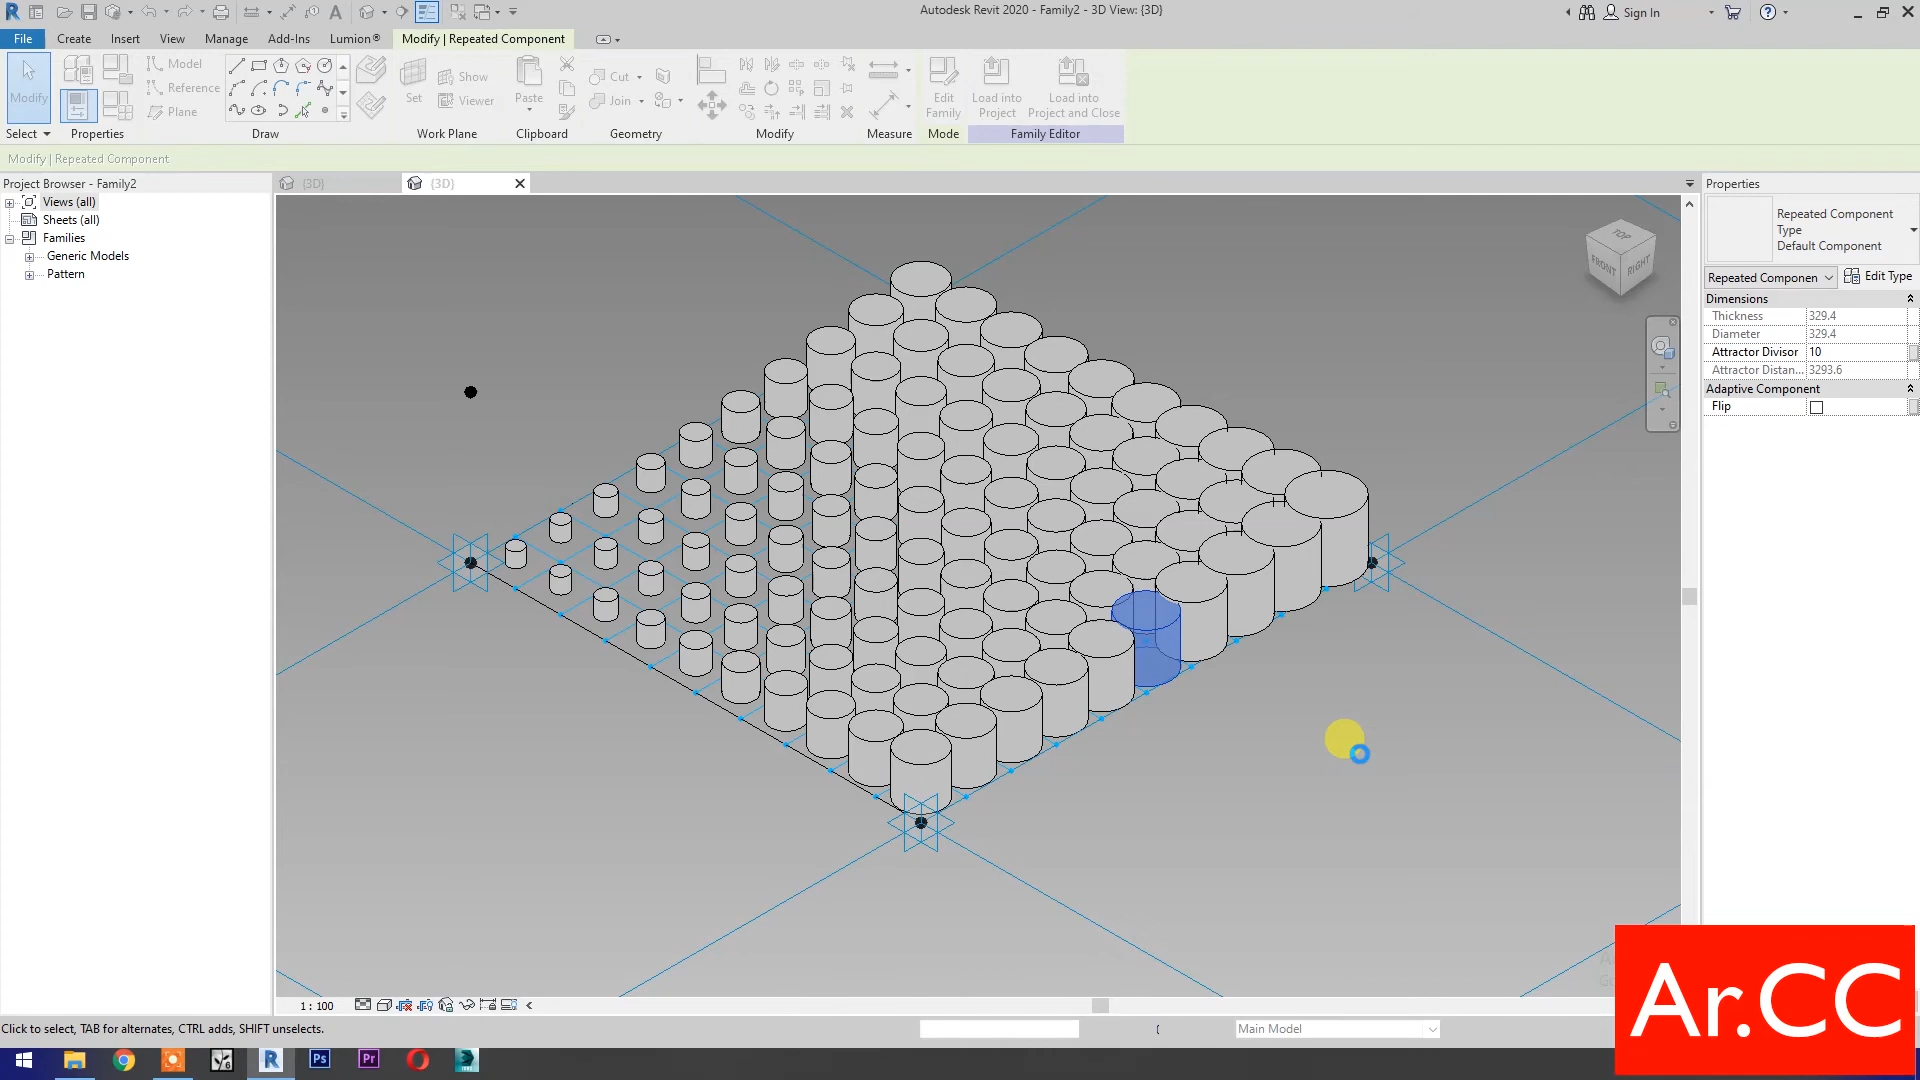 Autodesk Revit 2020 - Family2 - 3D View: {3D}
Sign In
File Create Insert View Manage Add-Ins Lumion® Modify | Repeated Component
Modify
Model
Reference
Plane
Set
Show
Viewer
Paste
Cut
Join
Edit
Family
Load into
Project
Load into
Project and Close
Select Properties Draw Work Plane Clipboard Geometry Modify Measure Mode Family Editor
Modify | Repeated Component
Project Browser - Family2
Views (all)
Sheets (all)
Families
Generic Models
Pattern
{3D}
{3D}
TOP
FRONT
RIGHT
Properties
Repeated Component
Type
Default Component
Repeated Componen
Edit Type
Dimensions
Thickness 329.4
Diameter 329.4
Attractor Divisor 10
Attractor Distan... 3293.6
Adaptive Component
Flip
1 : 100
Click to select, TAB for alternates, CTRL adds, SHIFT unselects.
Main Model
Ar.CC
Ps
Pr